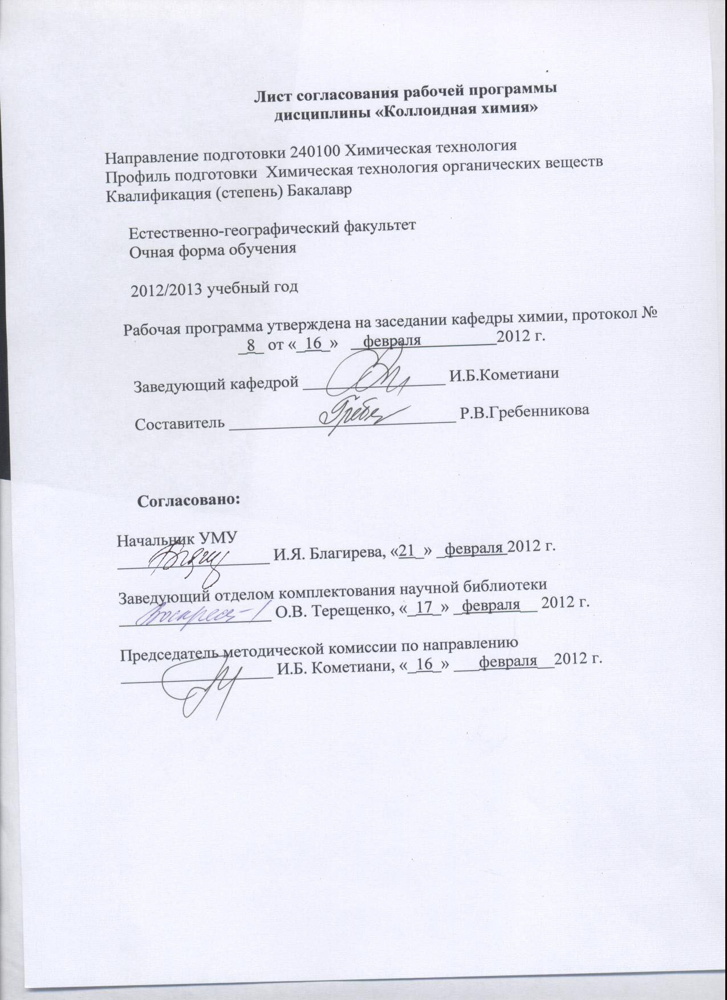 Лист согласования рабочей программы
дисциплины «Коллоидная химия»
Направление подготовки 240100 Химическая технология
Профиль подготовки Химическая технология органических веществ
Квалификация (степень) Бакалавр
Естественно-географический факультет
Очная форма обучения
2012/2013 учебный год
Рабочая программа утверждена на заседании кафедры химии, протокол №
_8_ от «_16_» _февраля_________2012 г.
Заведующий кафедрой _________________ И.Б.Кометиани
Составитель ___________________________ Р.В.Гребенникова
Согласовано:
Начальник УМУ
__________________ И.Я. Благирева, «21_» _февраля 2012 г.
Заведующий отделом комплектования научной библиотеки
__________________ О.В. Терещенко, «_17_» _февраля__ 2012 г.
Председатель методической комиссии по направлению
__________________ И.Б. Кометиани, «_16_» ___февраля__2012 г.